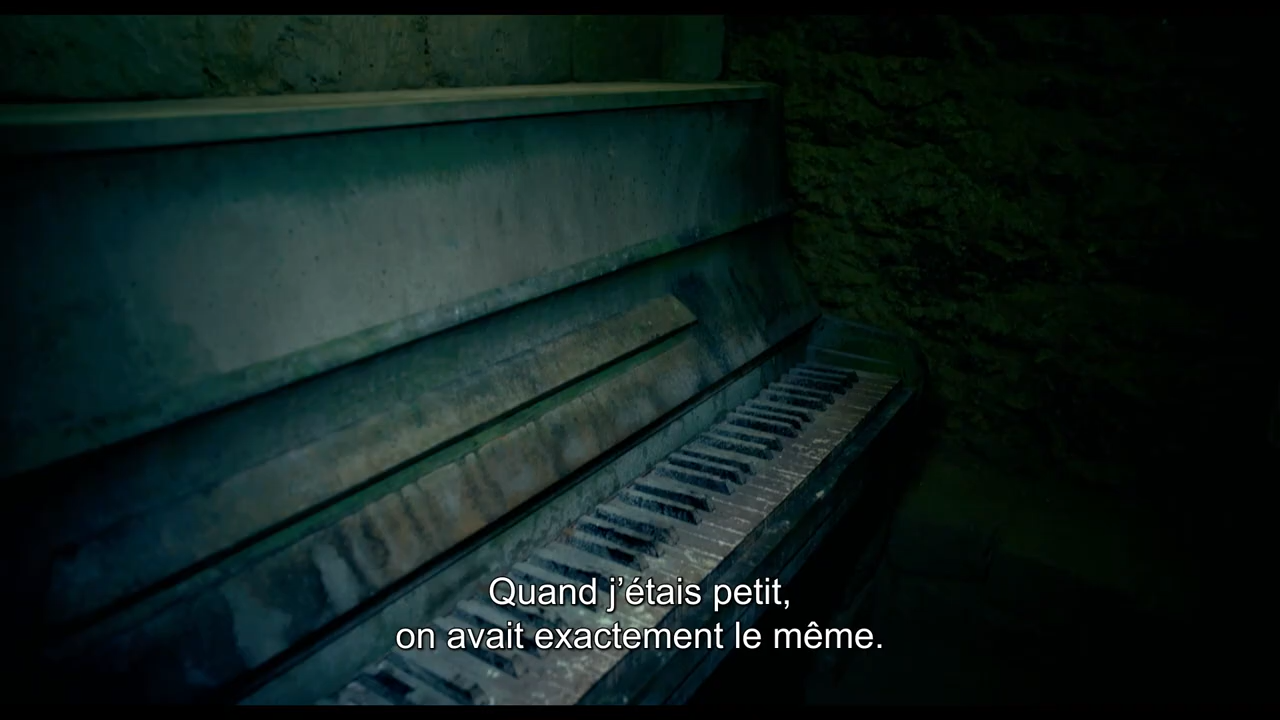 Quand j’étais petit,
on avait exactement le même.